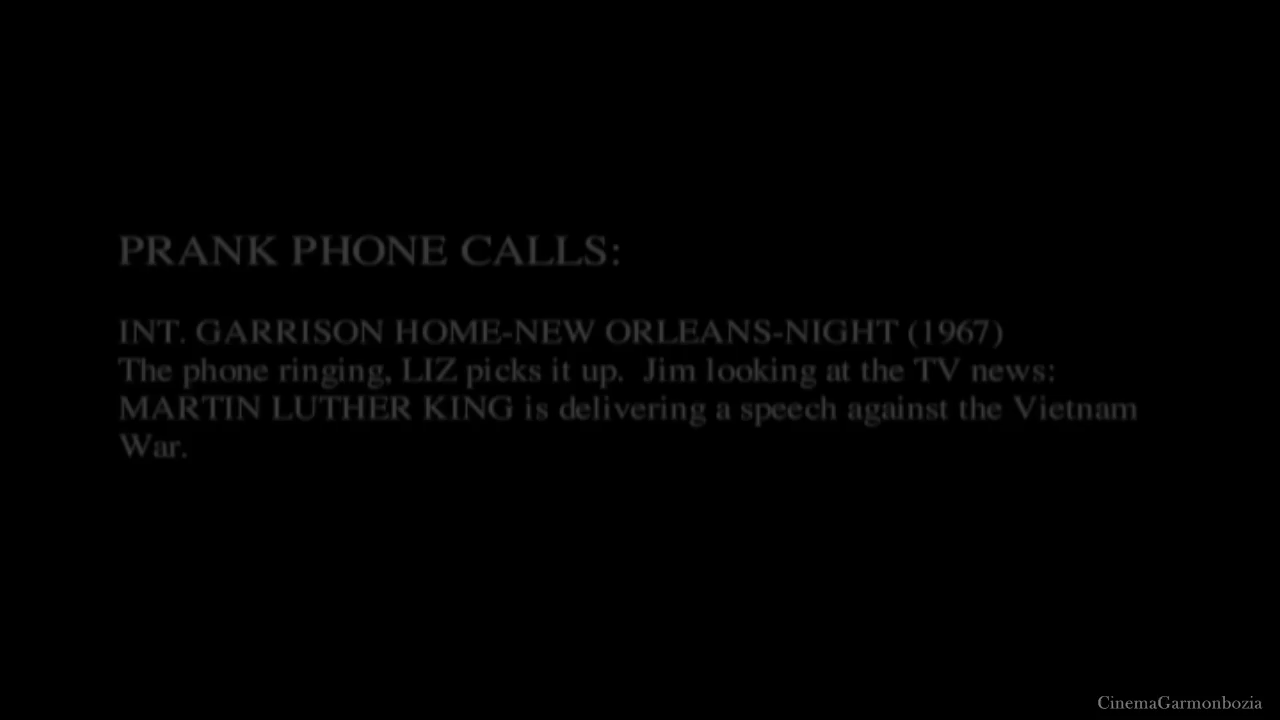 PRANK PHONE CALLS:
INT. GARRISON HOME-NEW ORLEANS-NIGHT (1967)
The phone ringing, LIZ picks it up.  Jim looking at the TV news:
MARTIN LUTHER KING is delivering a speech against the Vietnam
War.
CinemaGarmonbozia